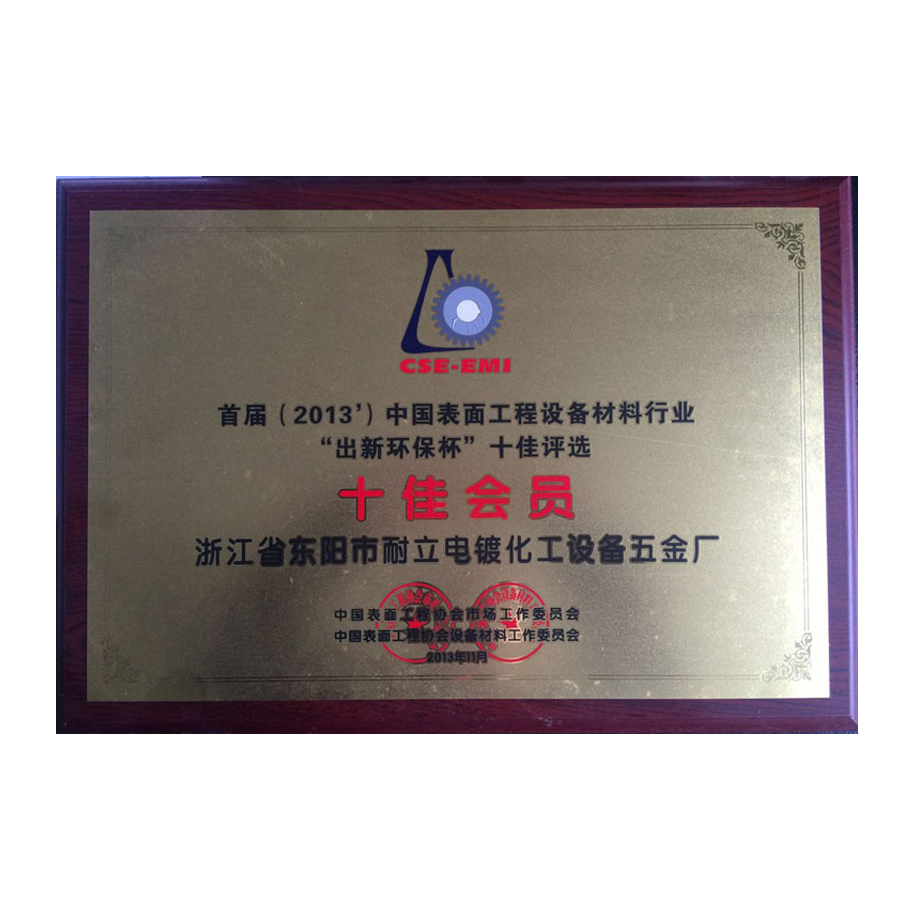 CSE-EMI
首届（2013'）中国表面工程设备材料行业
“出新环保杯”十佳评选
十佳会员
浙江省东阳市耐立电镀化工设备五金厂
中国表面工程协会市场工作委员会
中国表面工程协会设备材料工作委员会
2013年11月